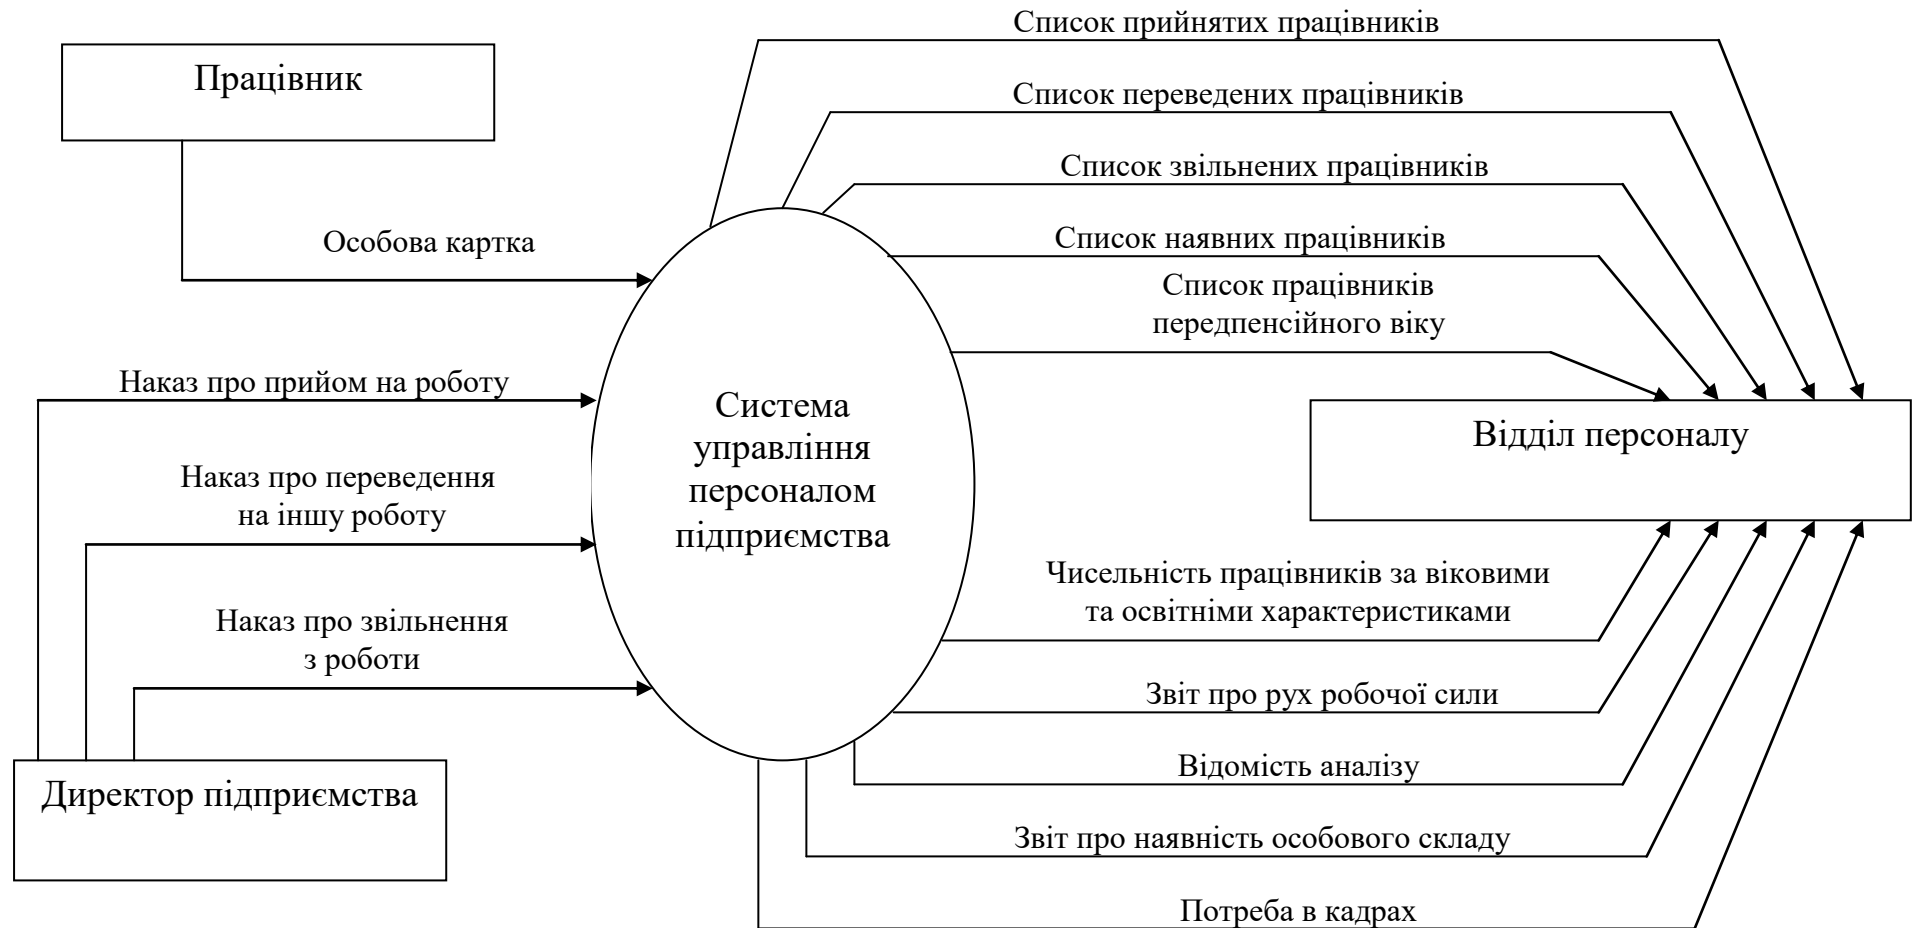 Список прийнятих працівників
Працівник
Список переведених працівників
Список звільнених працівників
Особова картка
Список наявних працівників
Список працівників
передпенсійного віку
Наказ про прийом на роботу
Система
управління
персоналом
підприємства
Відділ персоналу
Наказ про переведення
на іншу роботу
Чисельність працівників за віковими
та освітніми характеристиками
Наказ про звільнення
з роботи
Звіт про рух робочої сили
Відомість аналізу
Директор підприємства
Звіт про наявність особового складу
Потреба в кадрах